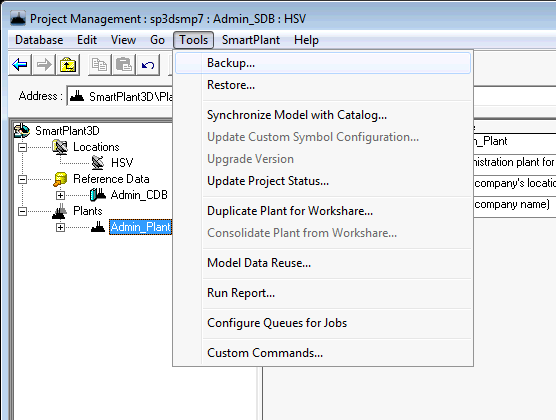 Project Management : sp3dsmp7 : Admin_SDB : HSV
Database Edit View Go Tools SmartPlant Help
Address : SmartPlant3D\Pla
Backup...
Restore...
Synchronize Model with Catalog...
Update Custom Symbol Configuration...
Upgrade Version
Update Project Status...
Duplicate Plant for Workshare...
Consolidate Plant from Workshare...
Model Data Reuse...
Run Report...
Configure Queues for Jobs
Custom Commands...
SmartPlant3D
Locations
HSV
Reference Data
Admin_CDB
Plants
Admin_Plant
n_Plant
nistration plant for
company's locatio
company name)